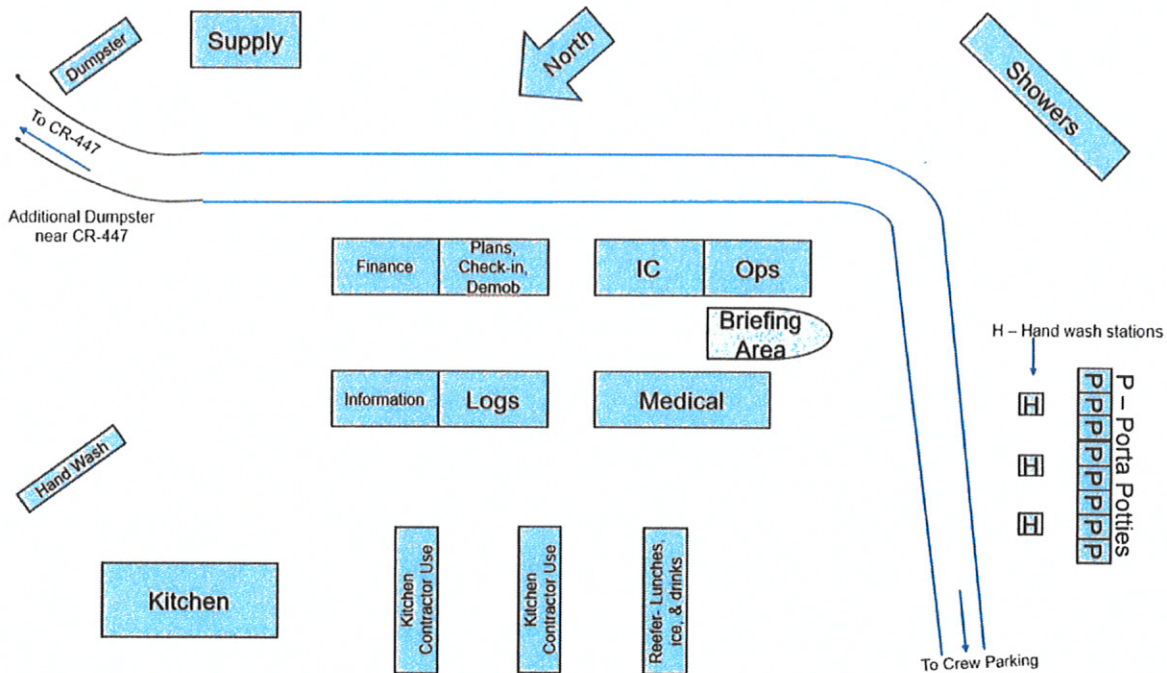 Dumpster
Supply
North
Showers
To CR-447
Additional Dumpster
near CR-447
Finance
Plans,
Check-in,
Demob
IC
Ops
Briefing
Area
H – Hand wash stations
Information
Logs
Medical
H
H
H
P
P
P
P
P
P
P
P
P – Porta Potties
Hand Wash
Kitchen
Kitchen
Contractor Use
Kitchen
Contractor Use
Reefer- Lunches,
ice, & drinks
To Crew Parking